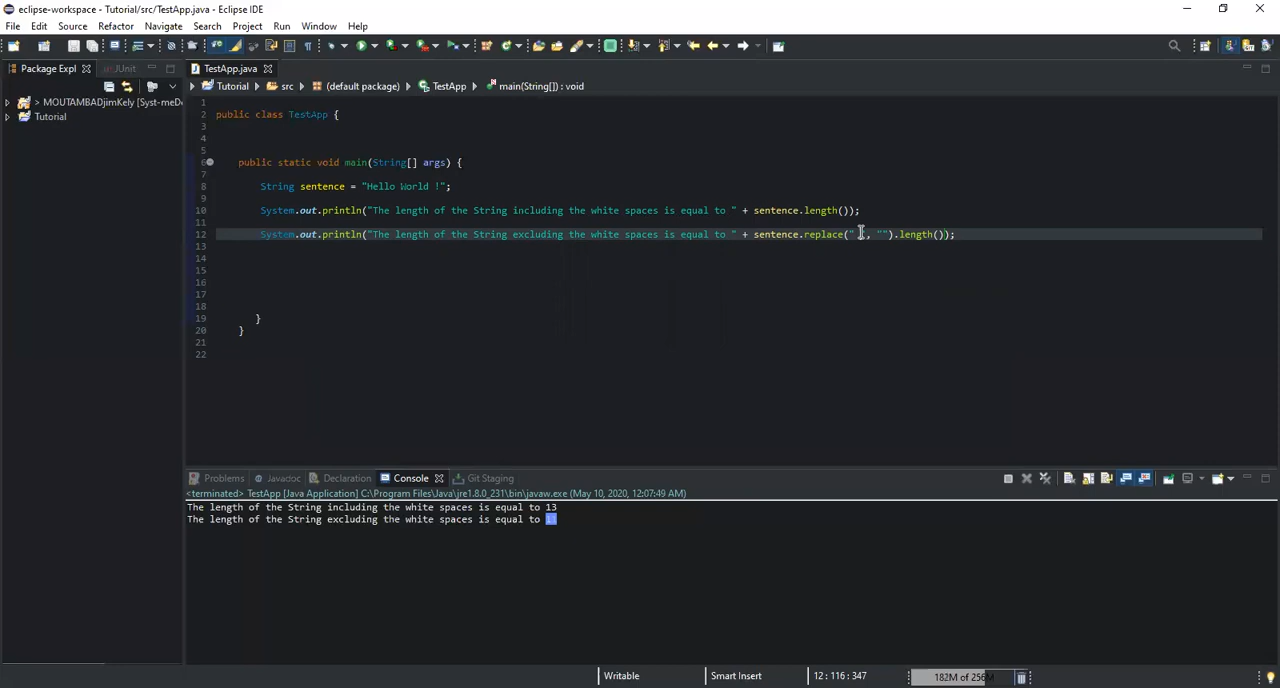 eclipse-workspace - Tutorial/src/TestApp.java - Eclipse IDE
File Edit Source Refactor Navigate Search Project Run Window Help
Package Expl JUnit TestApp.java
Tutorial src (default package) TestApp main(String[]) : void
> MOUTAMBADjimKely [Syst-meDe
Tutorial
1
2 public class TestApp {
3
4
5
6 public static void main(String[] args) {
7
8 String sentence = "Hello World !";
9
10 System.out.println("The length of the String including the white spaces is equal to " + sentence.length());
11
12 System.out.println("The length of the String excluding the white spaces is equal to " + sentence.replace(" ", "").length());
13
14
15
16
17
18
19 }
20 }
21
22
Problems Javadoc Declaration Console Git Staging
<terminated> TestApp [Java Application] C:\Program Files\Java\jre1.8.0_231\bin\javaw.exe (May 10, 2020, 12:07:49 AM)
The length of the String including the white spaces is equal to 13
The length of the String excluding the white spaces is equal to 11
Writable Smart Insert 12 : 116 : 347 182M of 256M